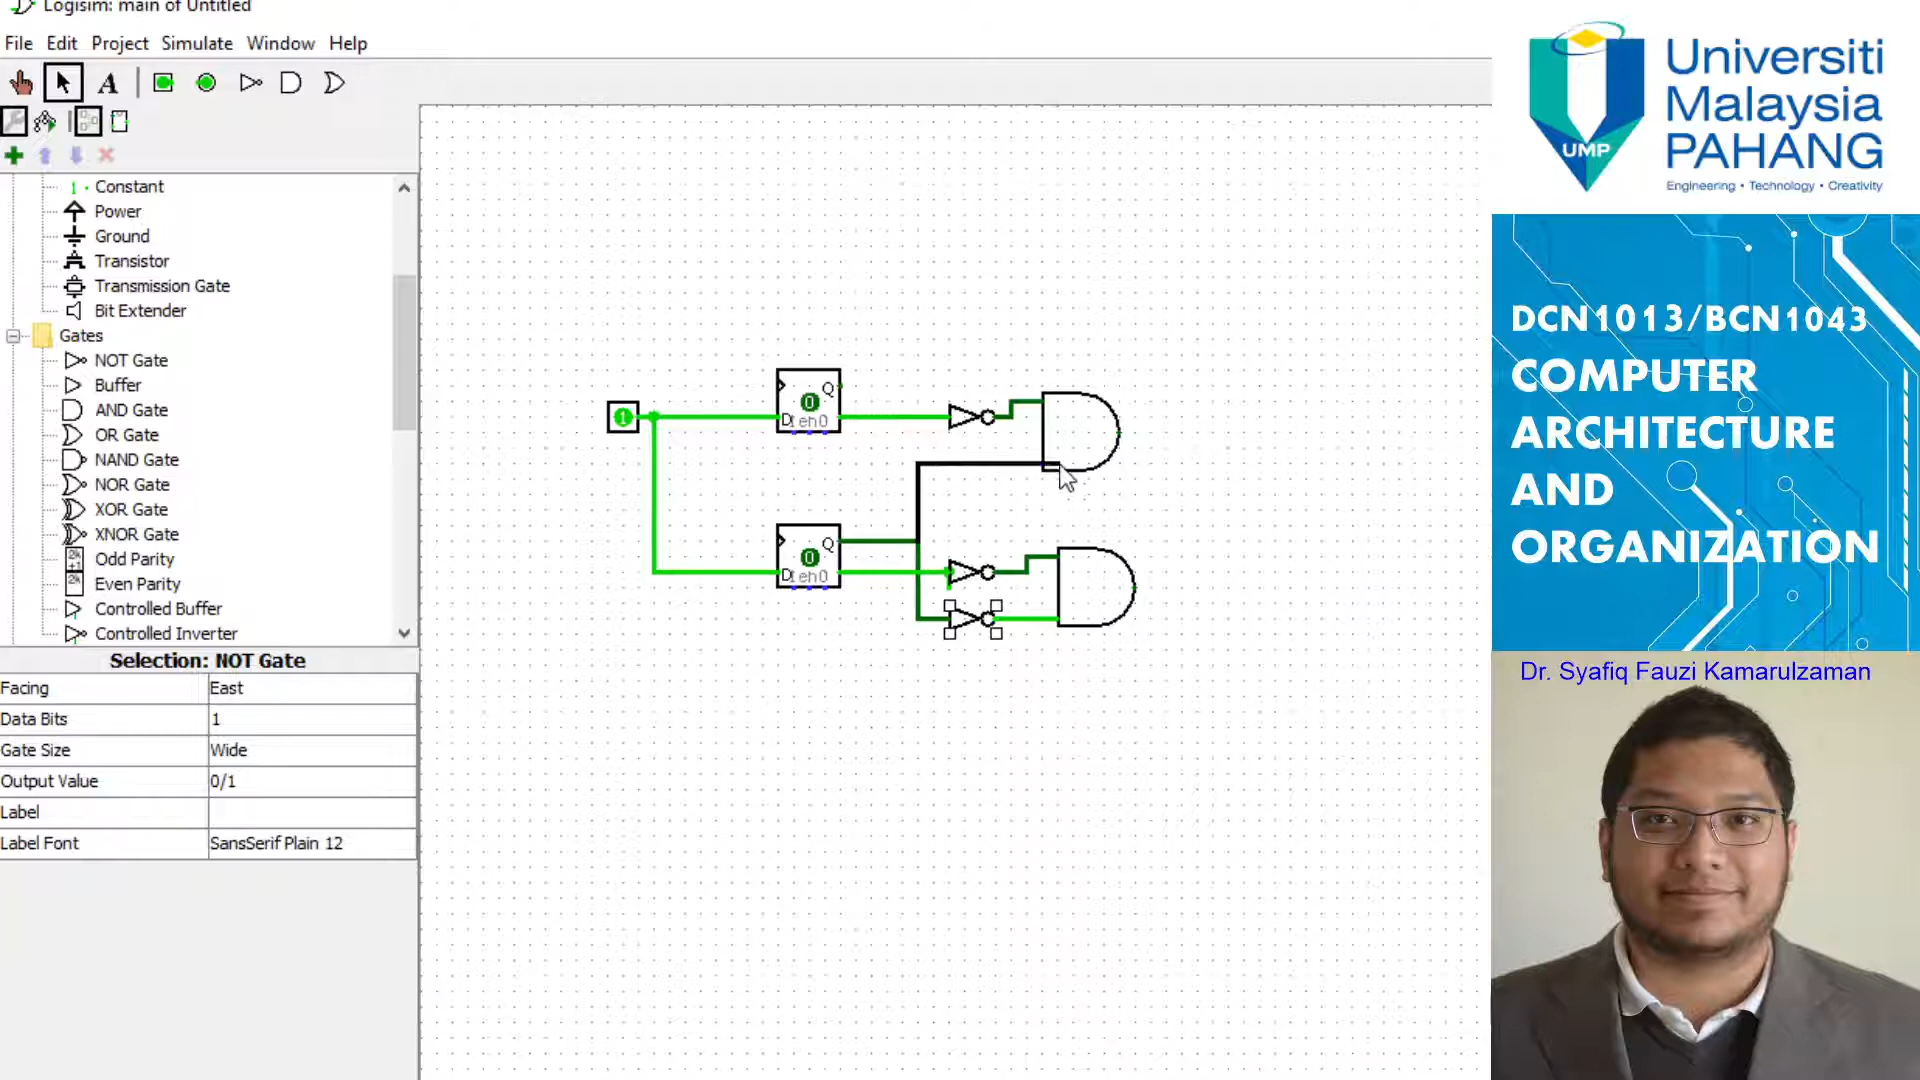 Logisim: main of Untitled
File Edit Project Simulate Window Help
A
1 Constant
Power
Ground
Transistor
Transmission Gate
Bit Extender
Gates
NOT Gate
Buffer
AND Gate
OR Gate
NAND Gate
NOR Gate
XOR Gate
XNOR Gate
Odd Parity
Even Parity
Controlled Buffer
Controlled Inverter
Selection: NOT Gate
Facing East
Data Bits 1
Gate Size Wide
Output Value 0/1
Label
Label Font SansSerif Plain 12
1
Q
0
D
en0
Q
0
D
en0
UMP
Universiti
Malaysia
PAHANG
Engineering • Technology • Creativity
DCN1013/BCN1043
COMPUTER
ARCHITECTURE
AND
ORGANIZATION
Dr. Syafiq Fauzi Kamarulzaman